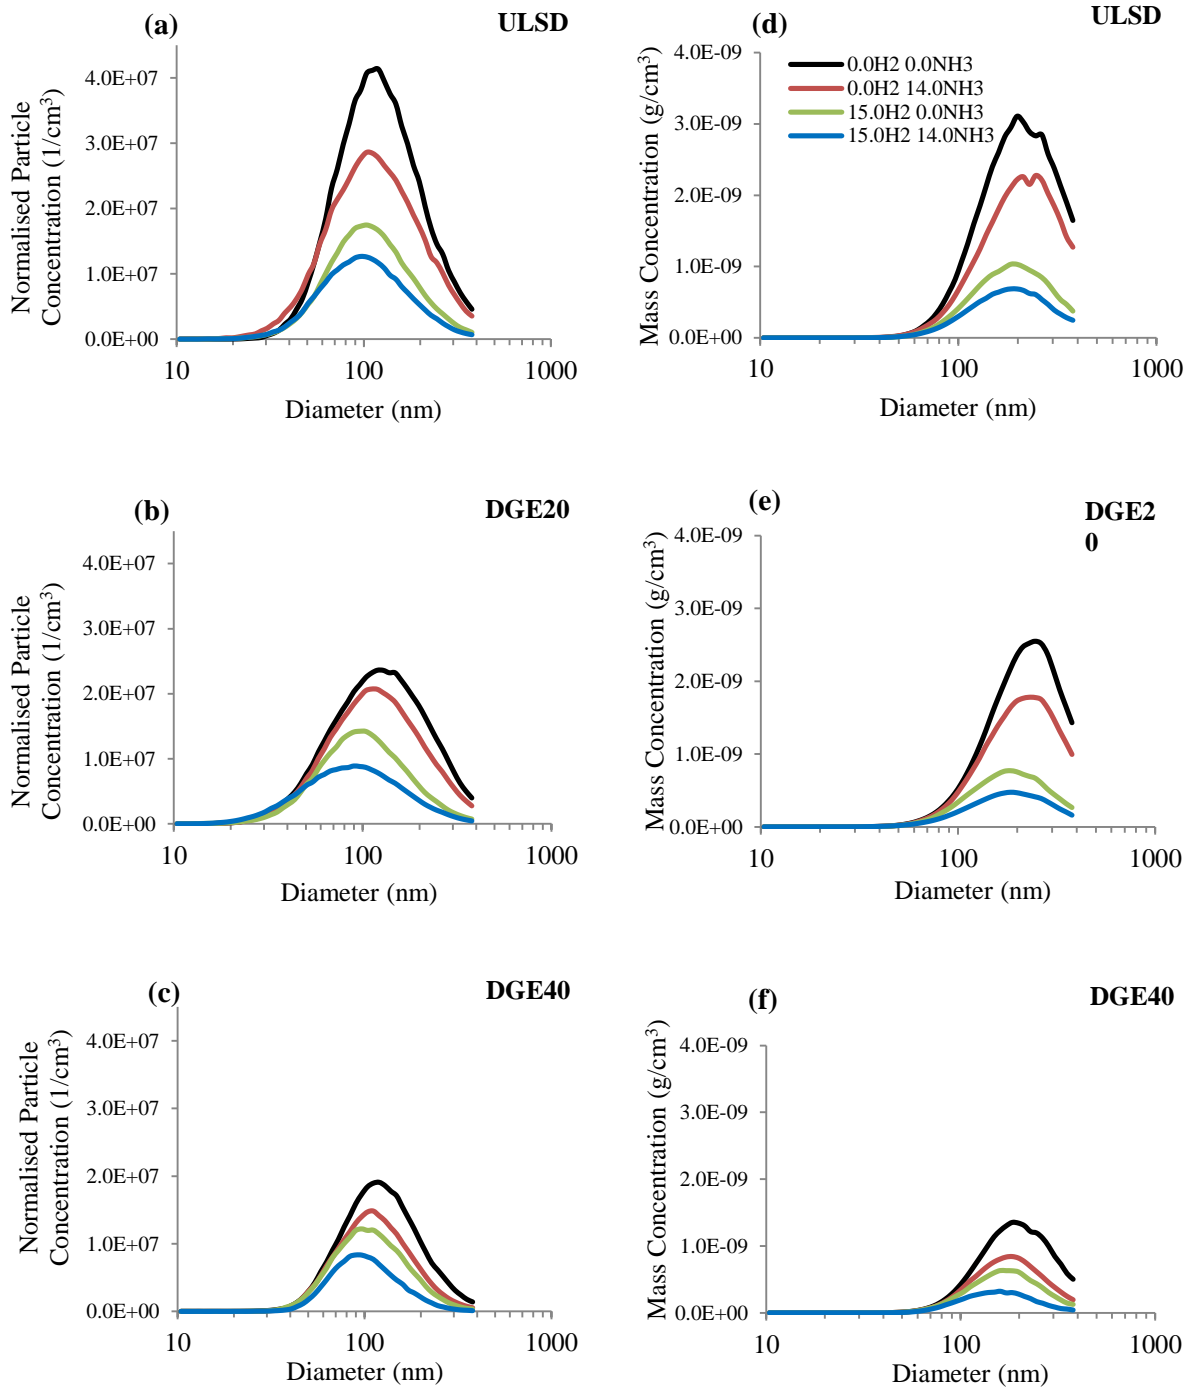 (a)
ULSD
Normalised Particle
Concentration (1/cm³)
4.0E+07
3.0E+07
2.0E+07
1.0E+07
0.0E+00
10
100
1000
Diameter (nm)
(d)
ULSD
Mass Concentration (g/cm³)
4.0E-09
3.0E-09
2.0E-09
1.0E-09
0.0E+00
0.0H2 0.0NH3
0.0H2 14.0NH3
15.0H2 0.0NH3
15.0H2 14.0NH3
10
100
1000
Diameter (nm)
(b)
DGE20
Normalised Particle
Concentration (1/cm³)
4.0E+07
3.0E+07
2.0E+07
1.0E+07
0.0E+00
10
100
1000
Diameter (nm)
(e)
DGE2
0
Mass Concentration (g/cm³)
4.0E-09
3.0E-09
2.0E-09
1.0E-09
0.0E+00
10
100
1000
Diameter (nm)
(c)
DGE40
Normalised Particle
Concentration (1/cm³)
4.0E+07
3.0E+07
2.0E+07
1.0E+07
0.0E+00
10
100
1000
Diameter (nm)
(f)
DGE40
Mass Concentration (g/cm³)
4.0E-09
3.0E-09
2.0E-09
1.0E-09
0.0E+00
10
100
1000
Diameter (nm)